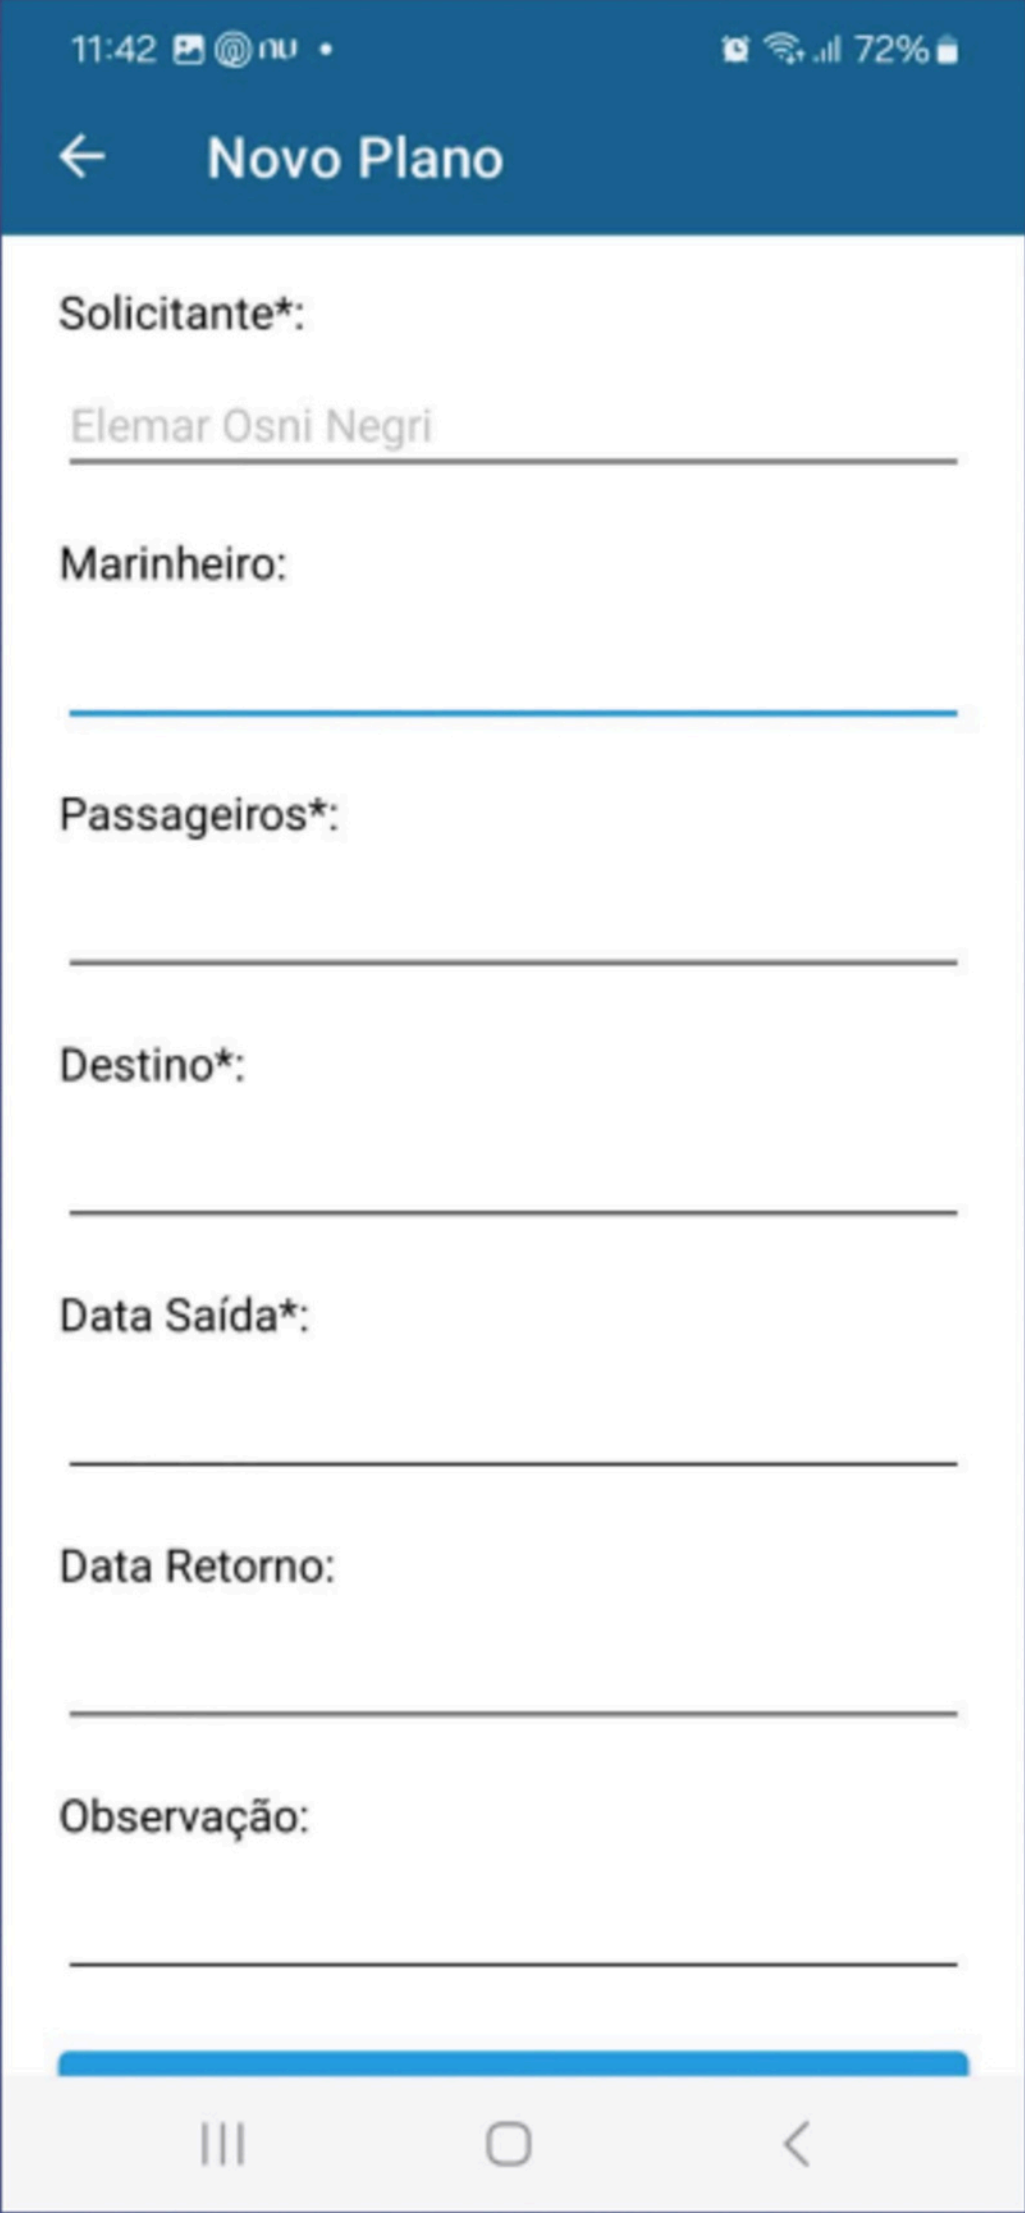 11:42
72%
Novo Plano
Solicitante*:
Elemar Osni Negri
Marinheiro:
Passageiros*:
Destino*:
Data Saída*:
Data Retorno:
Observação: